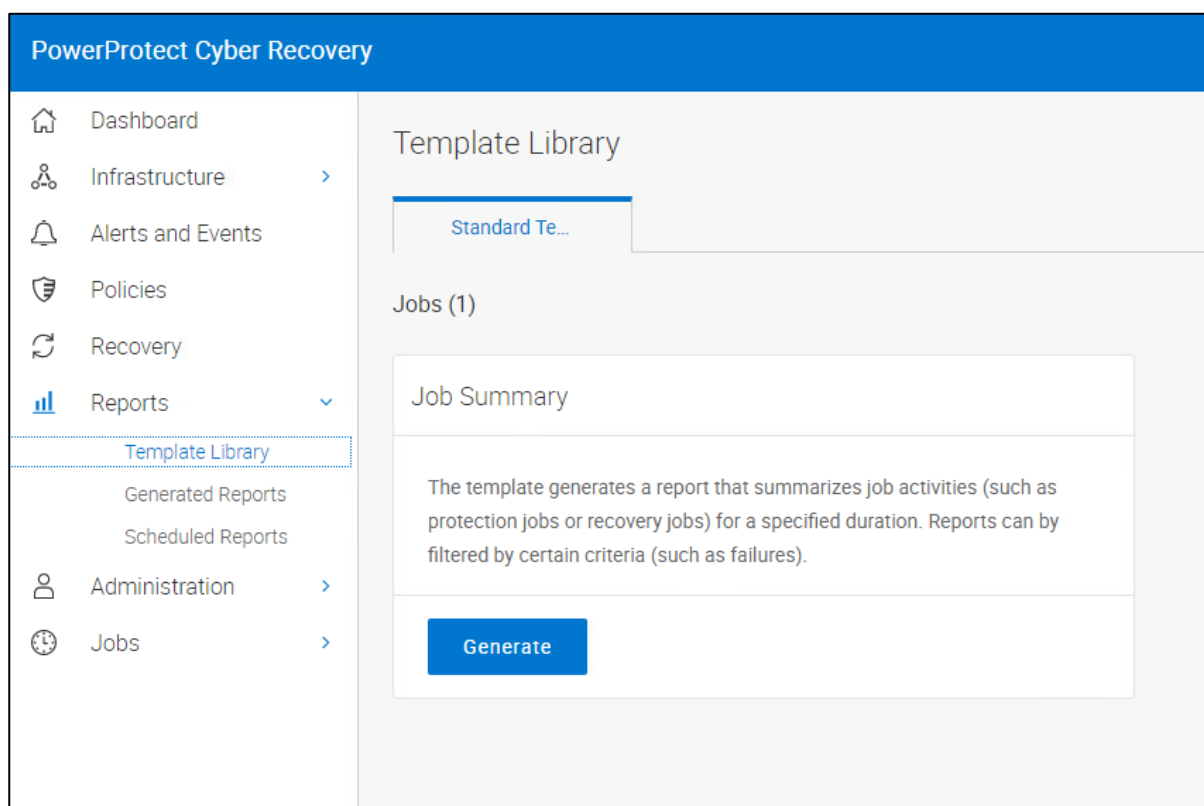 PowerProtect Cyber Recovery
Dashboard
Infrastructure
Alerts and Events
Policies
Recovery
Reports
Template Library
Generated Reports
Scheduled Reports
Administration
Jobs
Template Library
Standard Te...
Jobs (1)
Job Summary
The template generates a report that summarizes job activities (such as
protection jobs or recovery jobs) for a specified duration. Reports can by
filtered by certain criteria (such as failures).
Generate